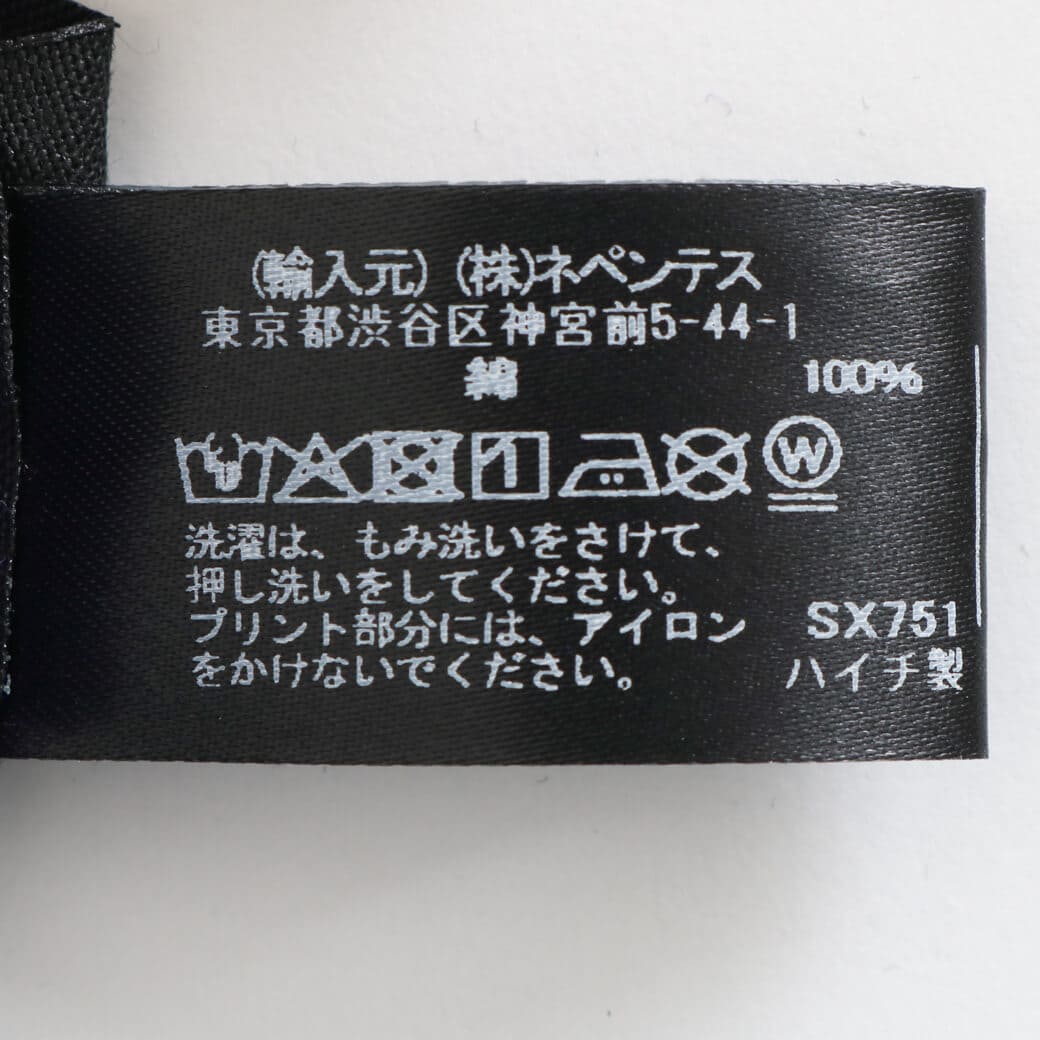 (輸入元) (株)ネペンテス
東京都渋谷区神宮前5-44-1
綿 100%
W
洗濯は、もみ洗いをさけて、
押し洗いをしてください。
プリント部分には、アイロン
をかけないでください。
SX751
ハイチ製